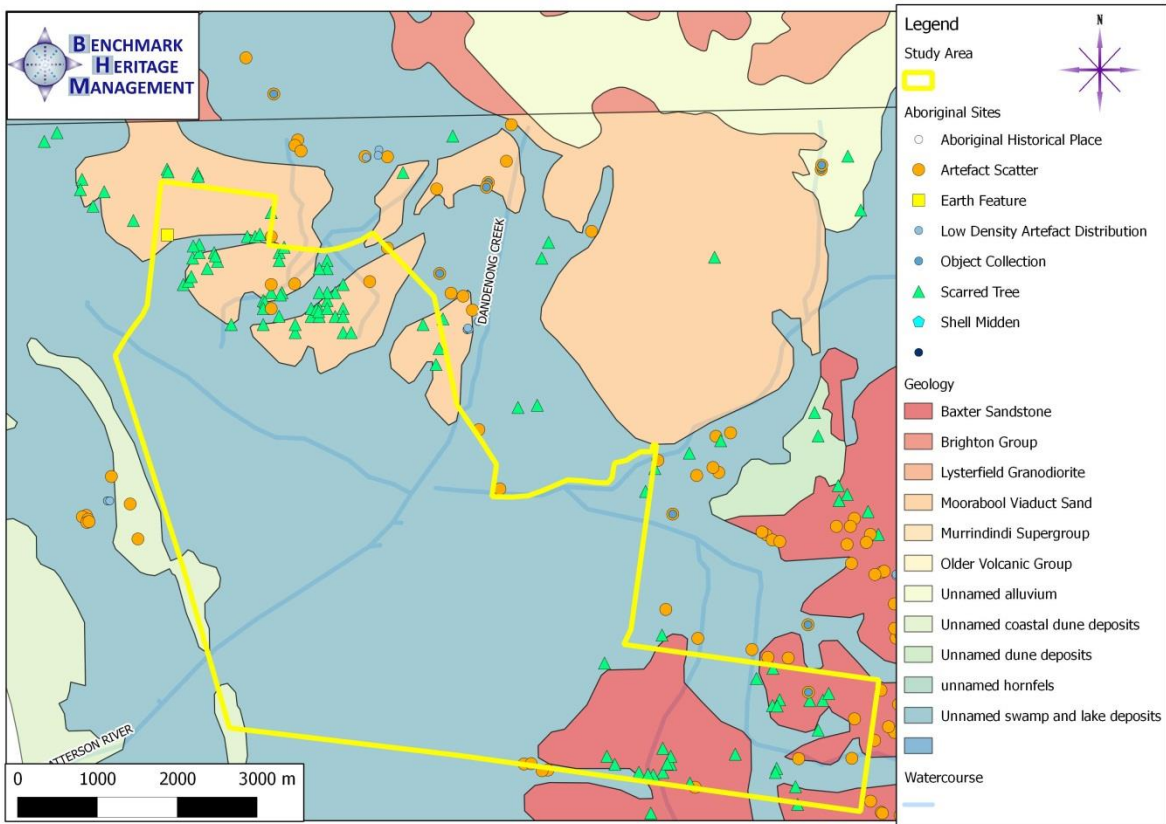 BENCHMARK
HERITAGE
MANAGEMENT
DANDENONG CREEK
ATTERSON RIVER
0 1000 2000 3000 m
Legend
N
Study Area
Aboriginal Sites
Aboriginal Historical Place
Artefact Scatter
Earth Feature
Low Density Artefact Distribution
Object Collection
Scarred Tree
Shell Midden
Geology
Baxter Sandstone
Brighton Group
Lysterfield Granodiorite
Moorabool Viaduct Sand
Murrindindi Supergroup
Older Volcanic Group
Unnamed alluvium
Unnamed coastal dune deposits
Unnamed dune deposits
unnamed hornfels
Unnamed swamp and lake deposits
Watercourse